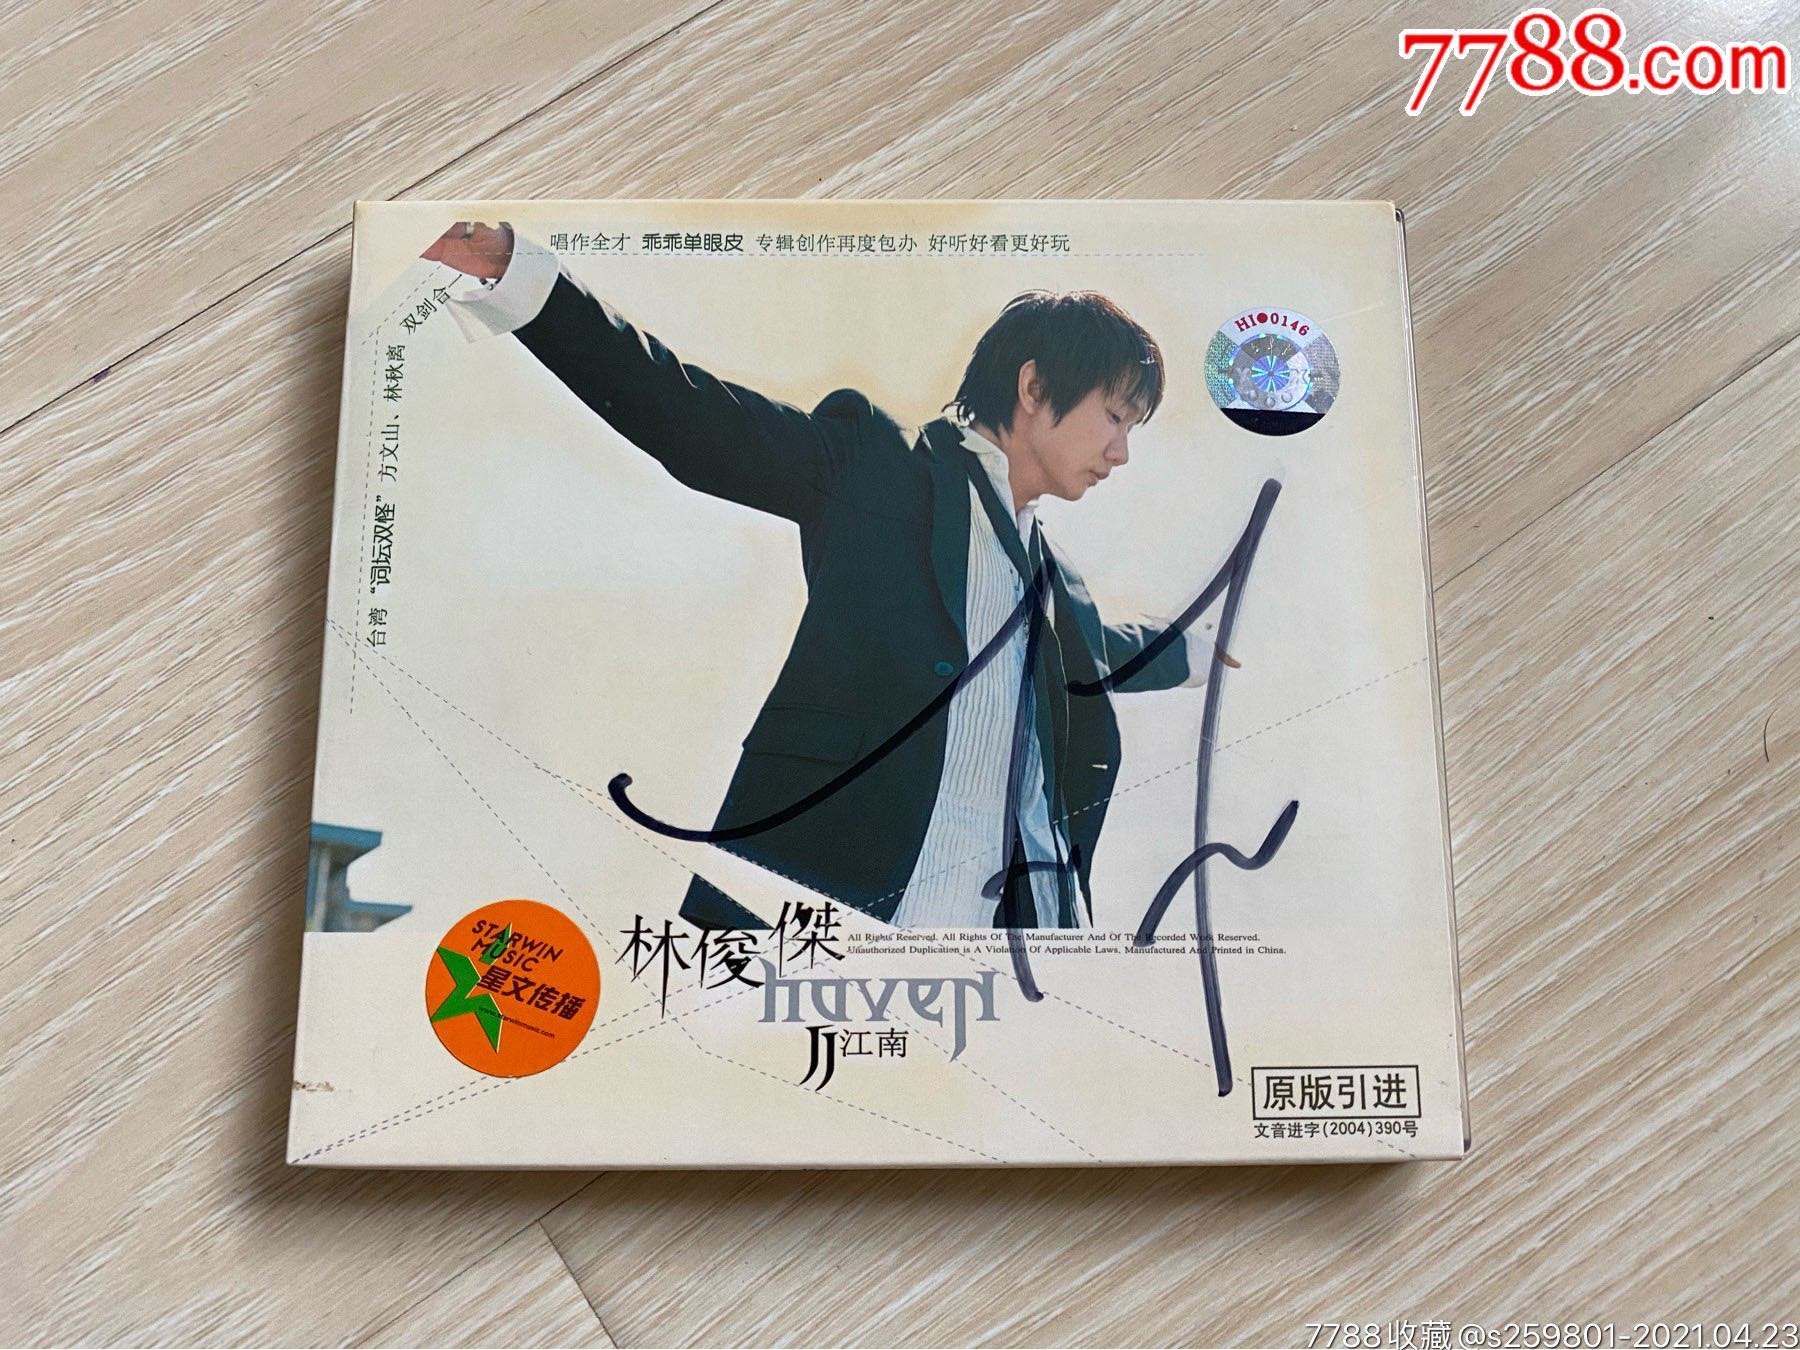 7788.com
唱作全才 乖乖单眼皮 专辑创作再度包办 好听好看更好玩
台湾“词坛双怪”方文山、林秋离 双剑合一
HI●0146
STARWIN
MUSIC
星文传播
www.starwinmusic.com
林俊傑
All Rights Reserved. All Rights Of The Manufacturer And Of The Recorded Work Reserved.
Unauthorized Duplication is A Violation Of Applicable Laws. Manufactured And Printed in China.
haven
JJ江南
原版引进
文音进字(2004)390号
7788收藏@s259801-2021.04.23